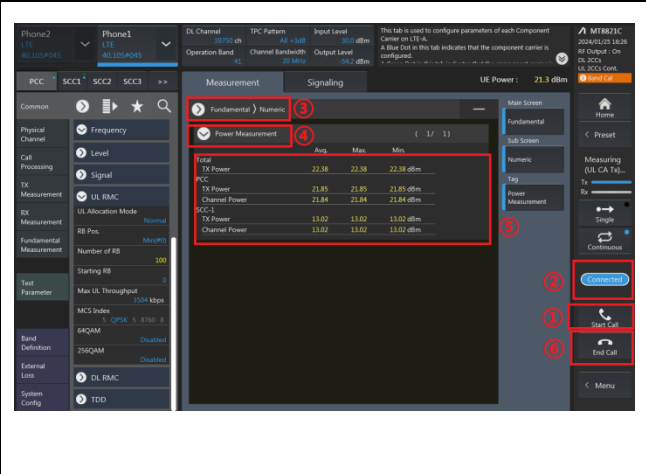 Phone2
LTE
40.105#045
Phone1
LTE
40.105#045
DL Channel
39750 ch
TPC Pattern
All +3dB
Input Level
30.0 dBm
Operation Band
41
Channel Bandwidth
20 MHz
Output Level
-54.2 dBm
This tab is used to configure parameters of each Component
Carrier on LTE-A.
A Blue Dot in this tab indicates that the component carrier is
configured.
MT8821C
2024/01/25 16:26
RF Output : On
DL 2CCs
UL 2CCs Cont.
Band Cal
PCC
SCC1
SCC2
SCC3
>>
Measurement
Signaling
UE Power : 21.3 dBm
Common
Physical
Channel
Call
Processing
TX
Measurement
RX
Measurement
Fundamental
Measurement
Test
Parameter
Band
Definition
External
Loss
System
Config
Frequency
Level
Signal
UL RMC
UL Allocation Mode
Normal
RB Pos.
Min(#0)
Number of RB
100
Starting RB
0
Max UL Throughput
3504 kbps
MCS Index
5 QPSK 5 8760 8
64QAM
Disabled
256QAM
Disabled
DL RMC
TDD
Fundamental 〉 Numeric
③
Power Measurement
( 1/ 1)
④
Avg. Max. Min.
Total
TX Power 22.38 22.38 22.38 dBm
PCC
TX Power 21.85 21.85 21.85 dBm
Channel Power 21.84 21.84 21.84 dBm
SCC-1
TX Power 13.02 13.02 13.02 dBm
Channel Power 13.02 13.02 13.02 dBm
⑤
Main Screen
Fundamental
Sub Screen
Numeric
Tag
Power
Measurement
Home
< Preset
Measuring
(UL CA Tx)...
Tx
Rx
Single
Continuous
②
Connected
①
Start Call
⑥
End Call
< Menu